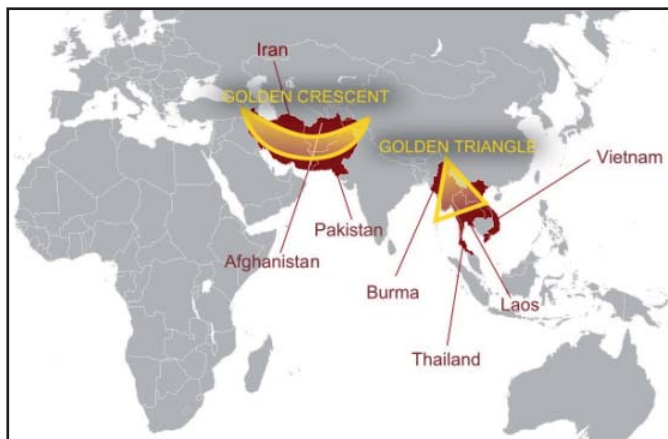 Iran
GOLDEN CRESCENT
GOLDEN TRIANGLE
Vietnam
Pakistan
Afghanistan
Burma
Laos
Thailand